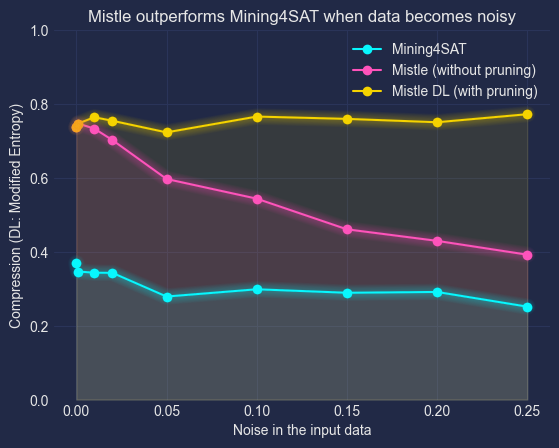 Mistle outperforms Mining4SAT when data becomes noisy
Mining4SAT
Mistle (without pruning)
Mistle DL (with pruning)
Compression (DL: Modified Entropy)
1.0
0.8
0.6
0.4
0.2
0.0
0.00 0.05 0.10 0.15 0.20 0.25
Noise in the input data